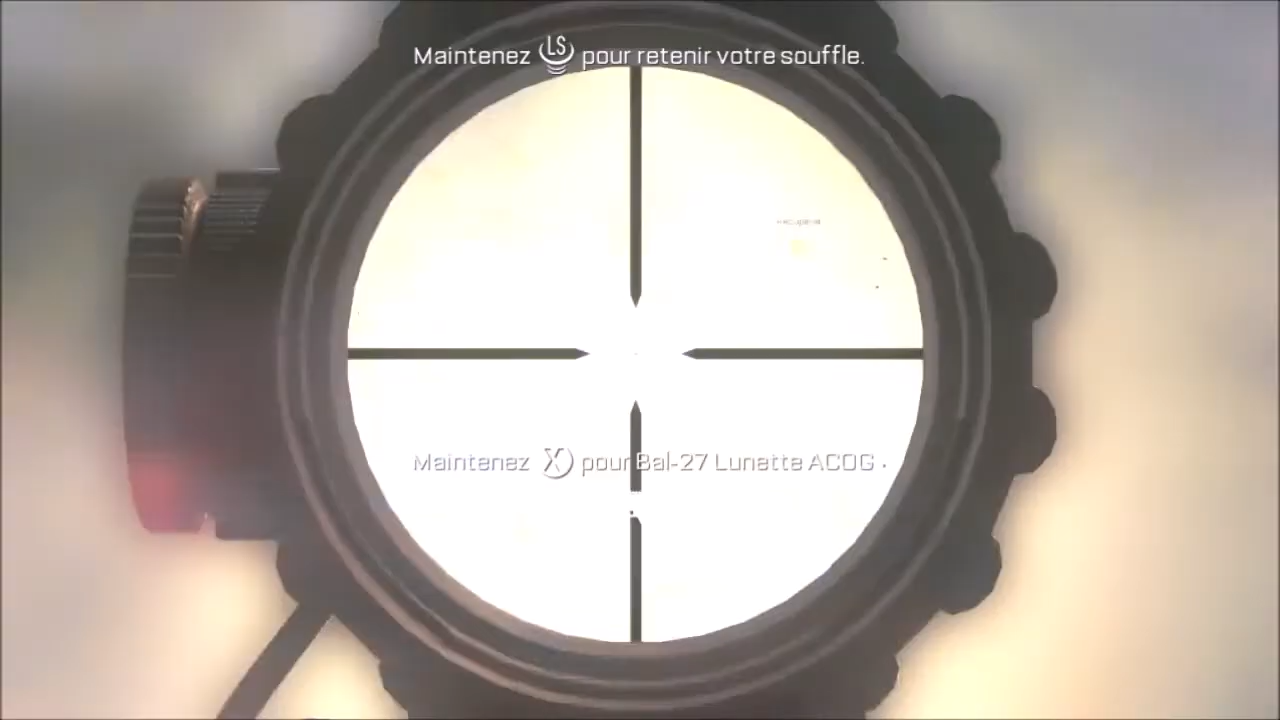 Maintenez LS pour retenir votre souffle.
Maintenez X pour Bal-27 Lunette ACOG.